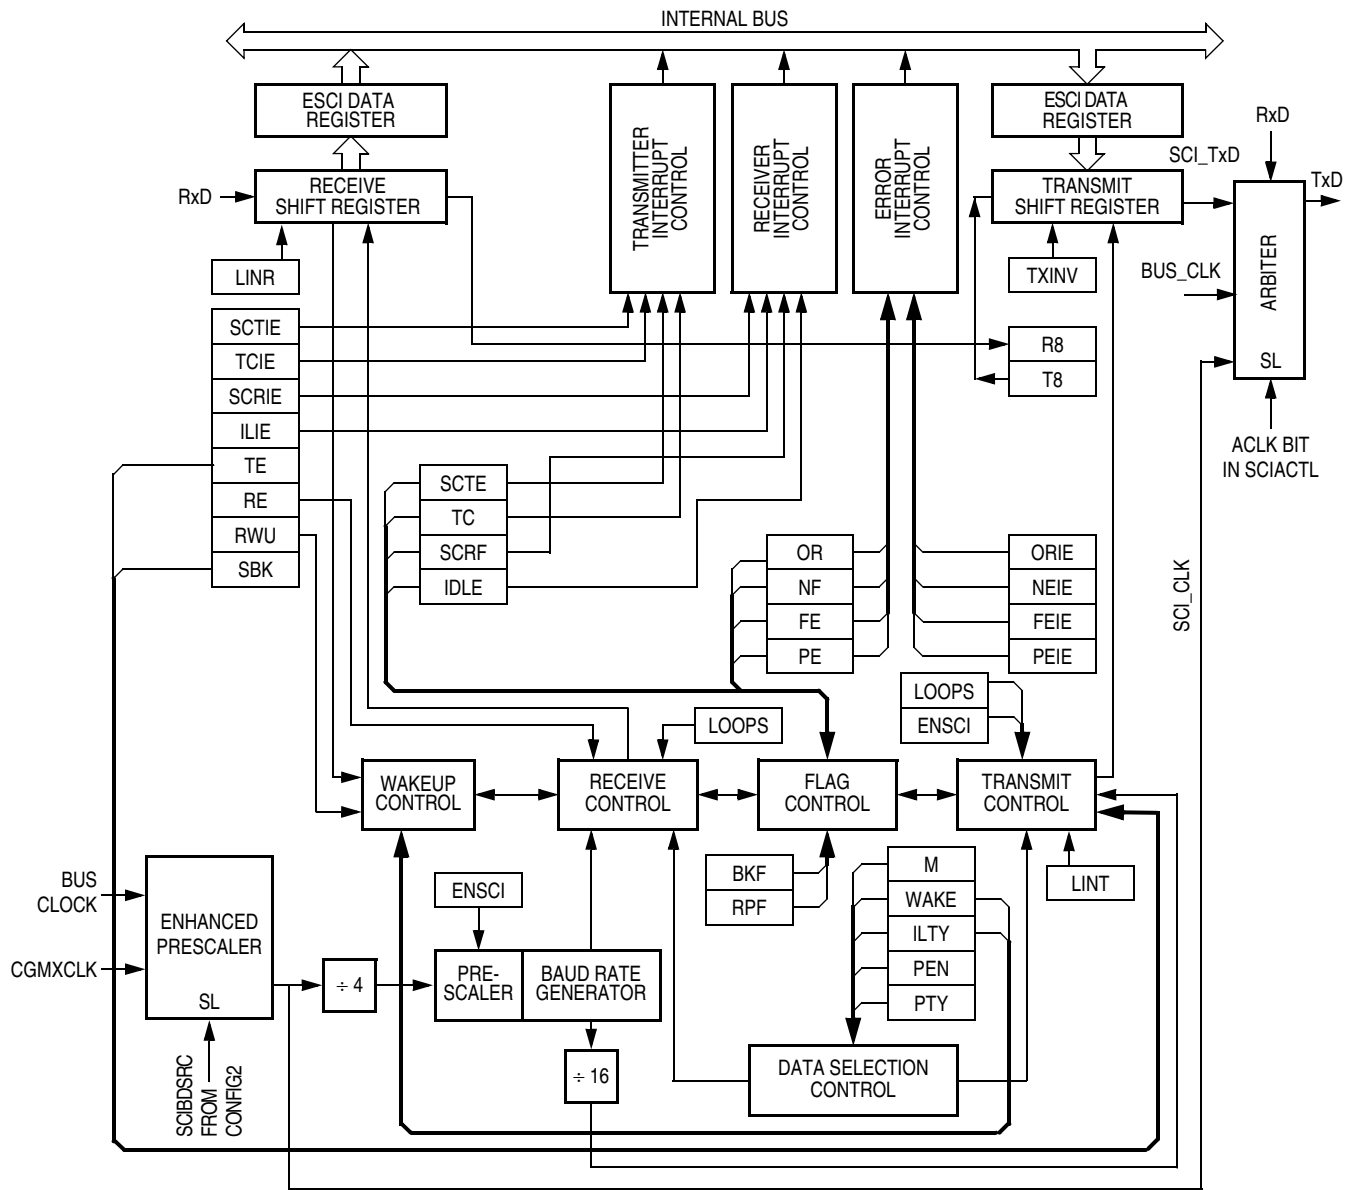 INTERNAL BUS
ESCI DATA
REGISTER
RECEIVE
SHIFT REGISTER
RxD
LINR
TRANSMITTER
INTERRUPT
CONTROL
RECEIVER
INTERRUPT
CONTROL
ERROR
INTERRUPT
CONTROL
ESCI DATA
REGISTER
TRANSMIT
SHIFT REGISTER
TXINV
SCI_TxD
RxD
TxD
BUS_CLK
ARBITER
SL
ACLK BIT
IN SCIACTL
R8
T8
SCTIE
TCIE
SCRIE
ILIE
TE
RE
RWU
SBK
SCTE
TC
SCRF
IDLE
OR
NF
FE
PE
ORIE
NEIE
FEIE
PEIE
SCI_CLK
LOOPS
LOOPS
ENSCI
WAKEUP
CONTROL
RECEIVE
CONTROL
FLAG
CONTROL
TRANSMIT
CONTROL
BKF
RPF
M
WAKE
ILTY
PEN
PTY
LINT
BUS
CLOCK
CGMXCLK
ENHANCED
PRESCALER
SL
SCIBDSRC
FROM
CONFIG2
÷ 4
ENSCI
PRE-
SCALER
BAUD RATE
GENERATOR
÷ 16
DATA SELECTION
CONTROL